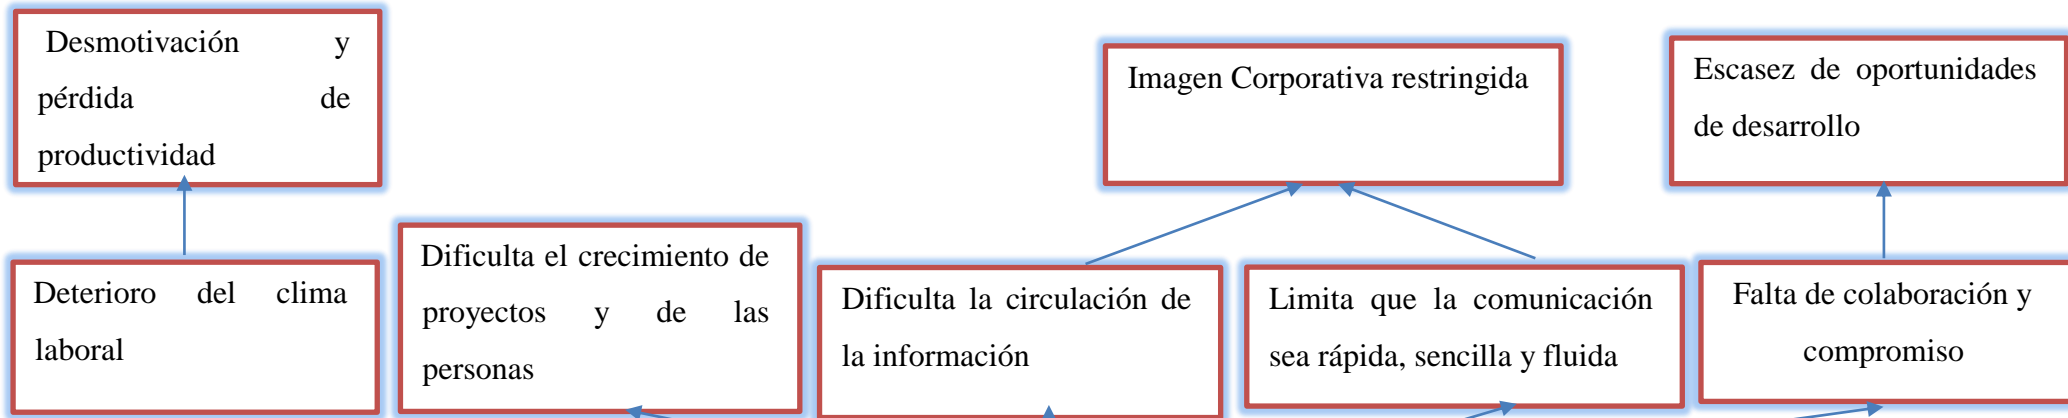 Desmotivación y
pérdida de
productividad
Imagen Corporativa restringida
Escasez de oportunidades
de desarrollo
Deterioro del clima
laboral
Dificulta el crecimiento de
proyectos y de las
personas
Dificulta la circulación de
la información
Limita que la comunicación
sea rápida, sencilla y fluida
Falta de colaboración y
compromiso